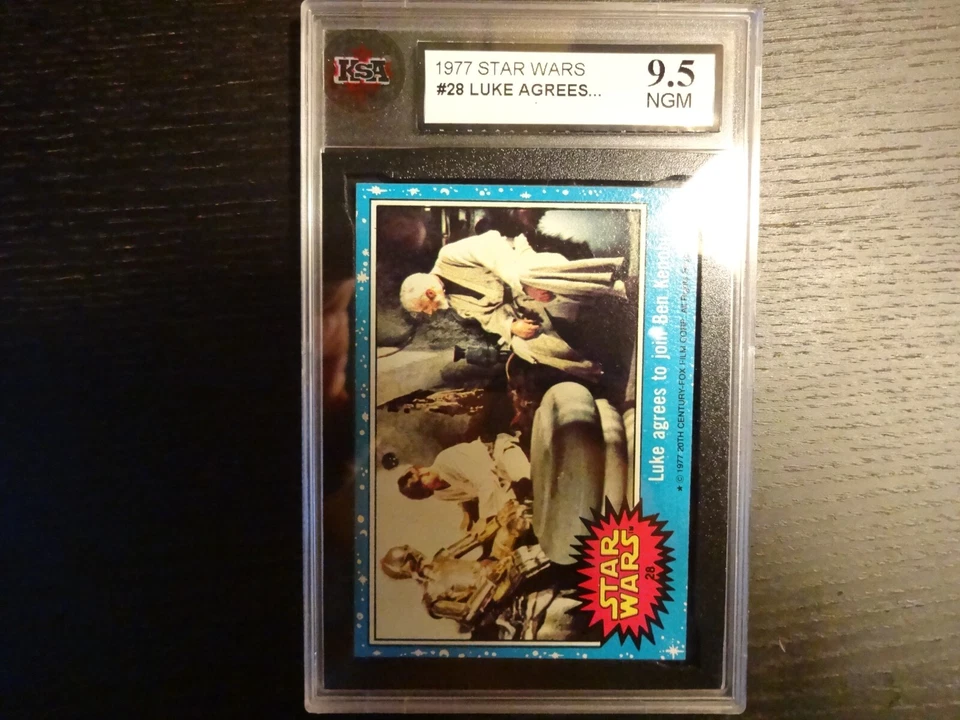 KSA
1977 STAR WARS
#28 LUKE AGREES...
9.5
NGM
Luke agrees to join Ben
★ © 1977 20TH CENTURY-FOX FILM CORP.
STAR
WARS
™
28